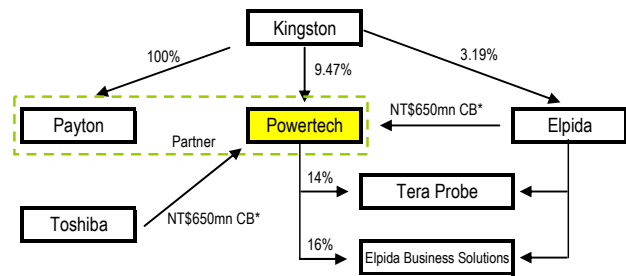 Kingston
100%
9.47%
3.19%
Payton
Partner
Powertech
NT$650mn CB*
Elpida
14%
Tera Probe
Toshiba
NT$650mn CB*
16%
Elpida Business Solutions